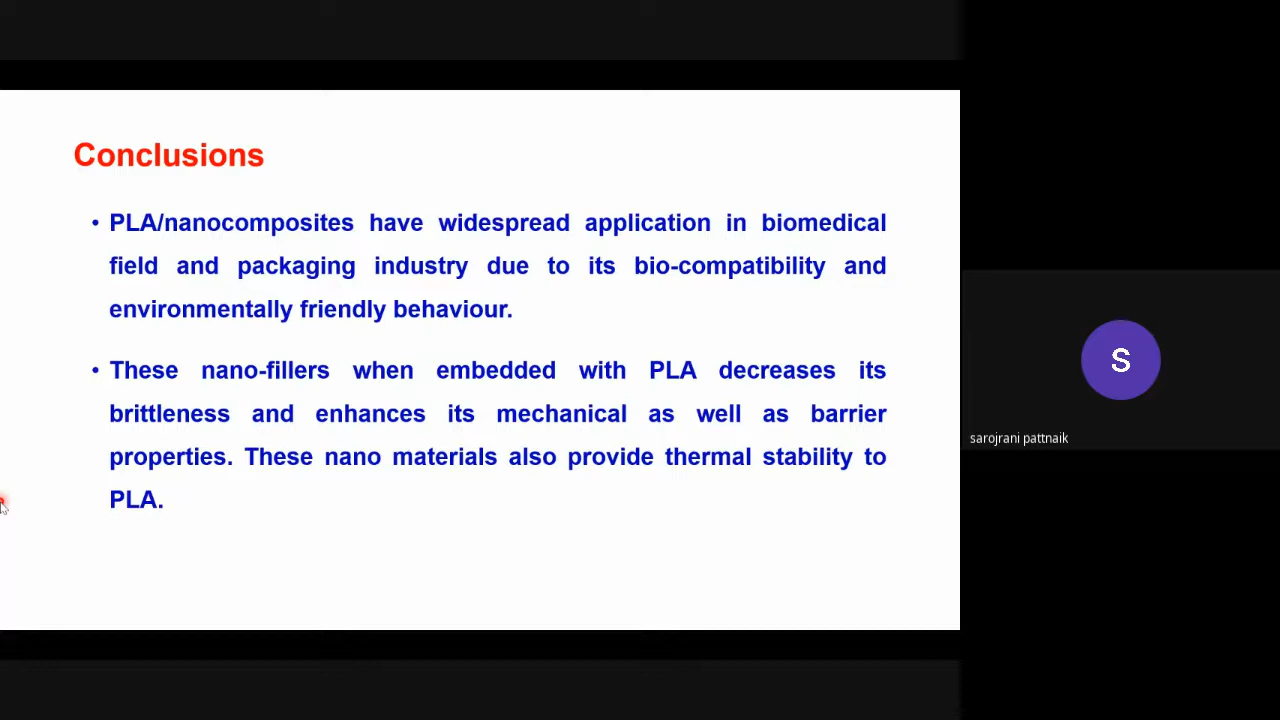 Conclusions
• PLA/nanocomposites have widespread application in biomedical
field and packaging industry due to its bio-compatibility and
environmentally friendly behaviour.
• These nano-fillers when embedded with PLA decreases its
brittleness and enhances its mechanical as well as barrier
properties. These nano materials also provide thermal stability to
PLA.
S
sarojrani pattnaik